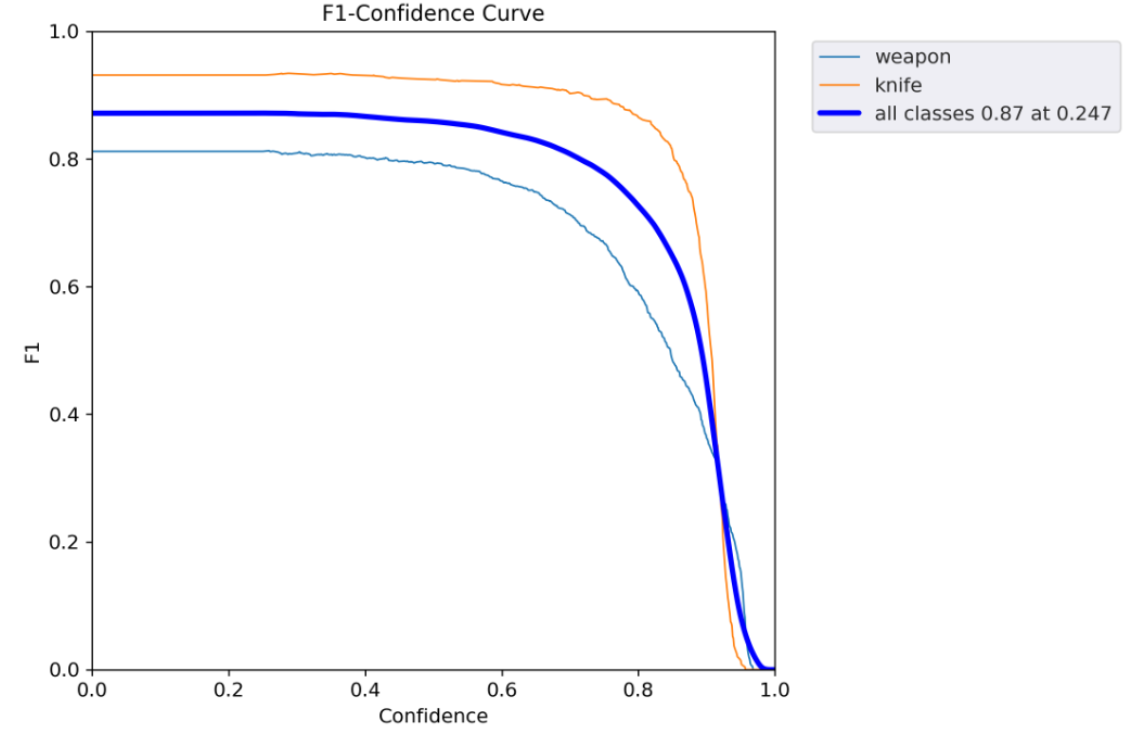 F1-Confidence Curve
1.0
0.8
0.6
0.4
0.2
0.0
F1
0.0 0.2 0.4 0.6 0.8 1.0
Confidence
weapon
knife
all classes 0.87 at 0.247